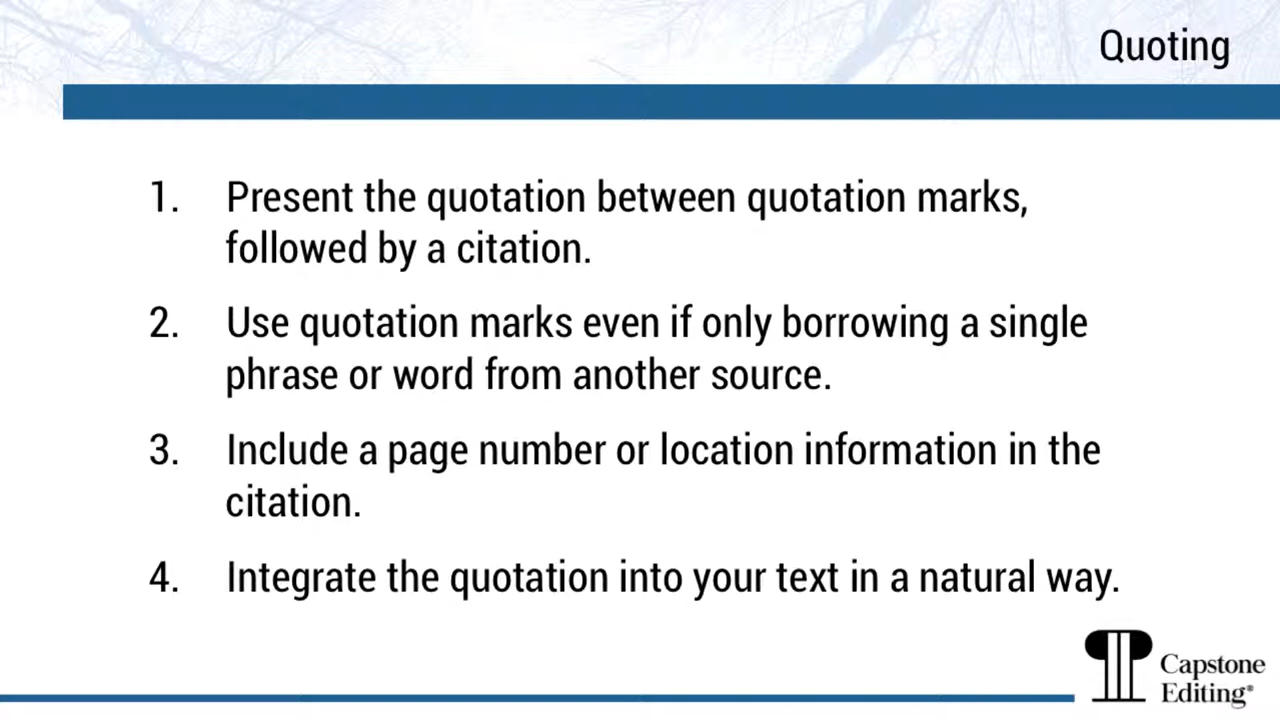 Quoting
1. Present the quotation between quotation marks,
followed by a citation.
2. Use quotation marks even if only borrowing a single
phrase or word from another source.
3. Include a page number or location information in the
citation.
4. Integrate the quotation into your text in a natural way.
Capstone
Editing®